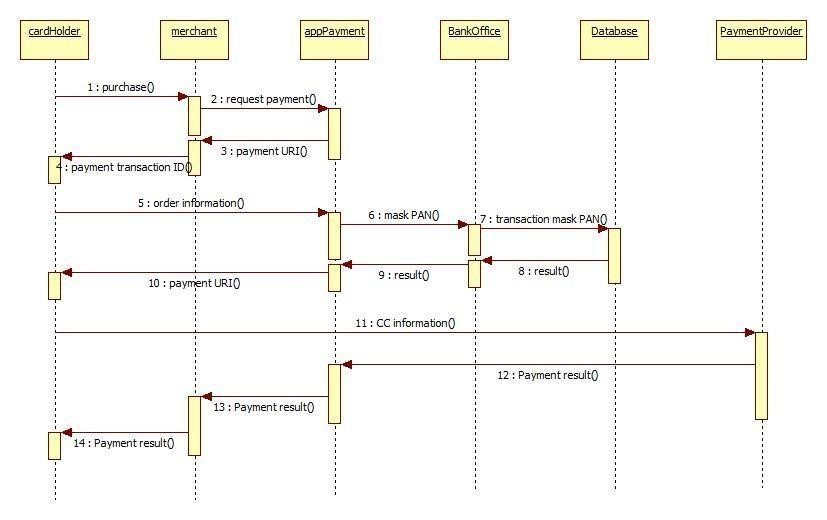 cardHolder
merchant
appPayment
BankOffice
Database
PaymentProvider
1 : purchase()
2 : request payment()
3 : payment URI()
4 : payment transaction ID()
5 : order information()
6 : mask PAN()
7 : transaction mask PAN()
8 : result()
9 : result()
10 : payment URI()
11 : CC information()
12 : Payment result()
13 : Payment result()
14 : Payment result()